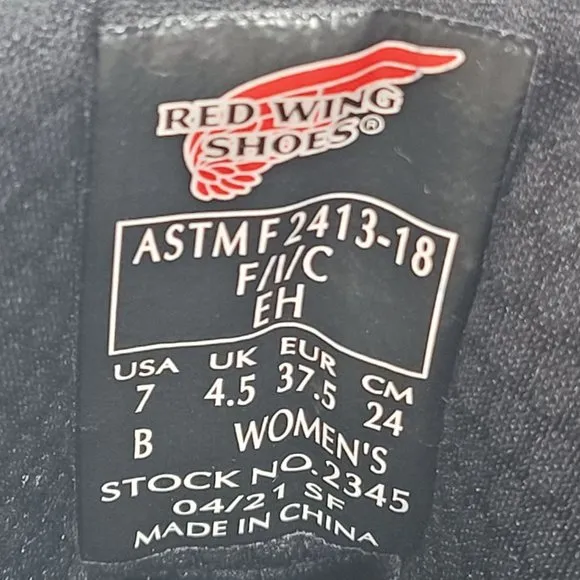 RED WING
SHOES®
ASTM F 2413-18
F/I/C
EH
USA UK EUR CM
7 4.5 37.5 24
B WOMEN'S
STOCK NO.2345
04/21 SF
MADE IN CHINA